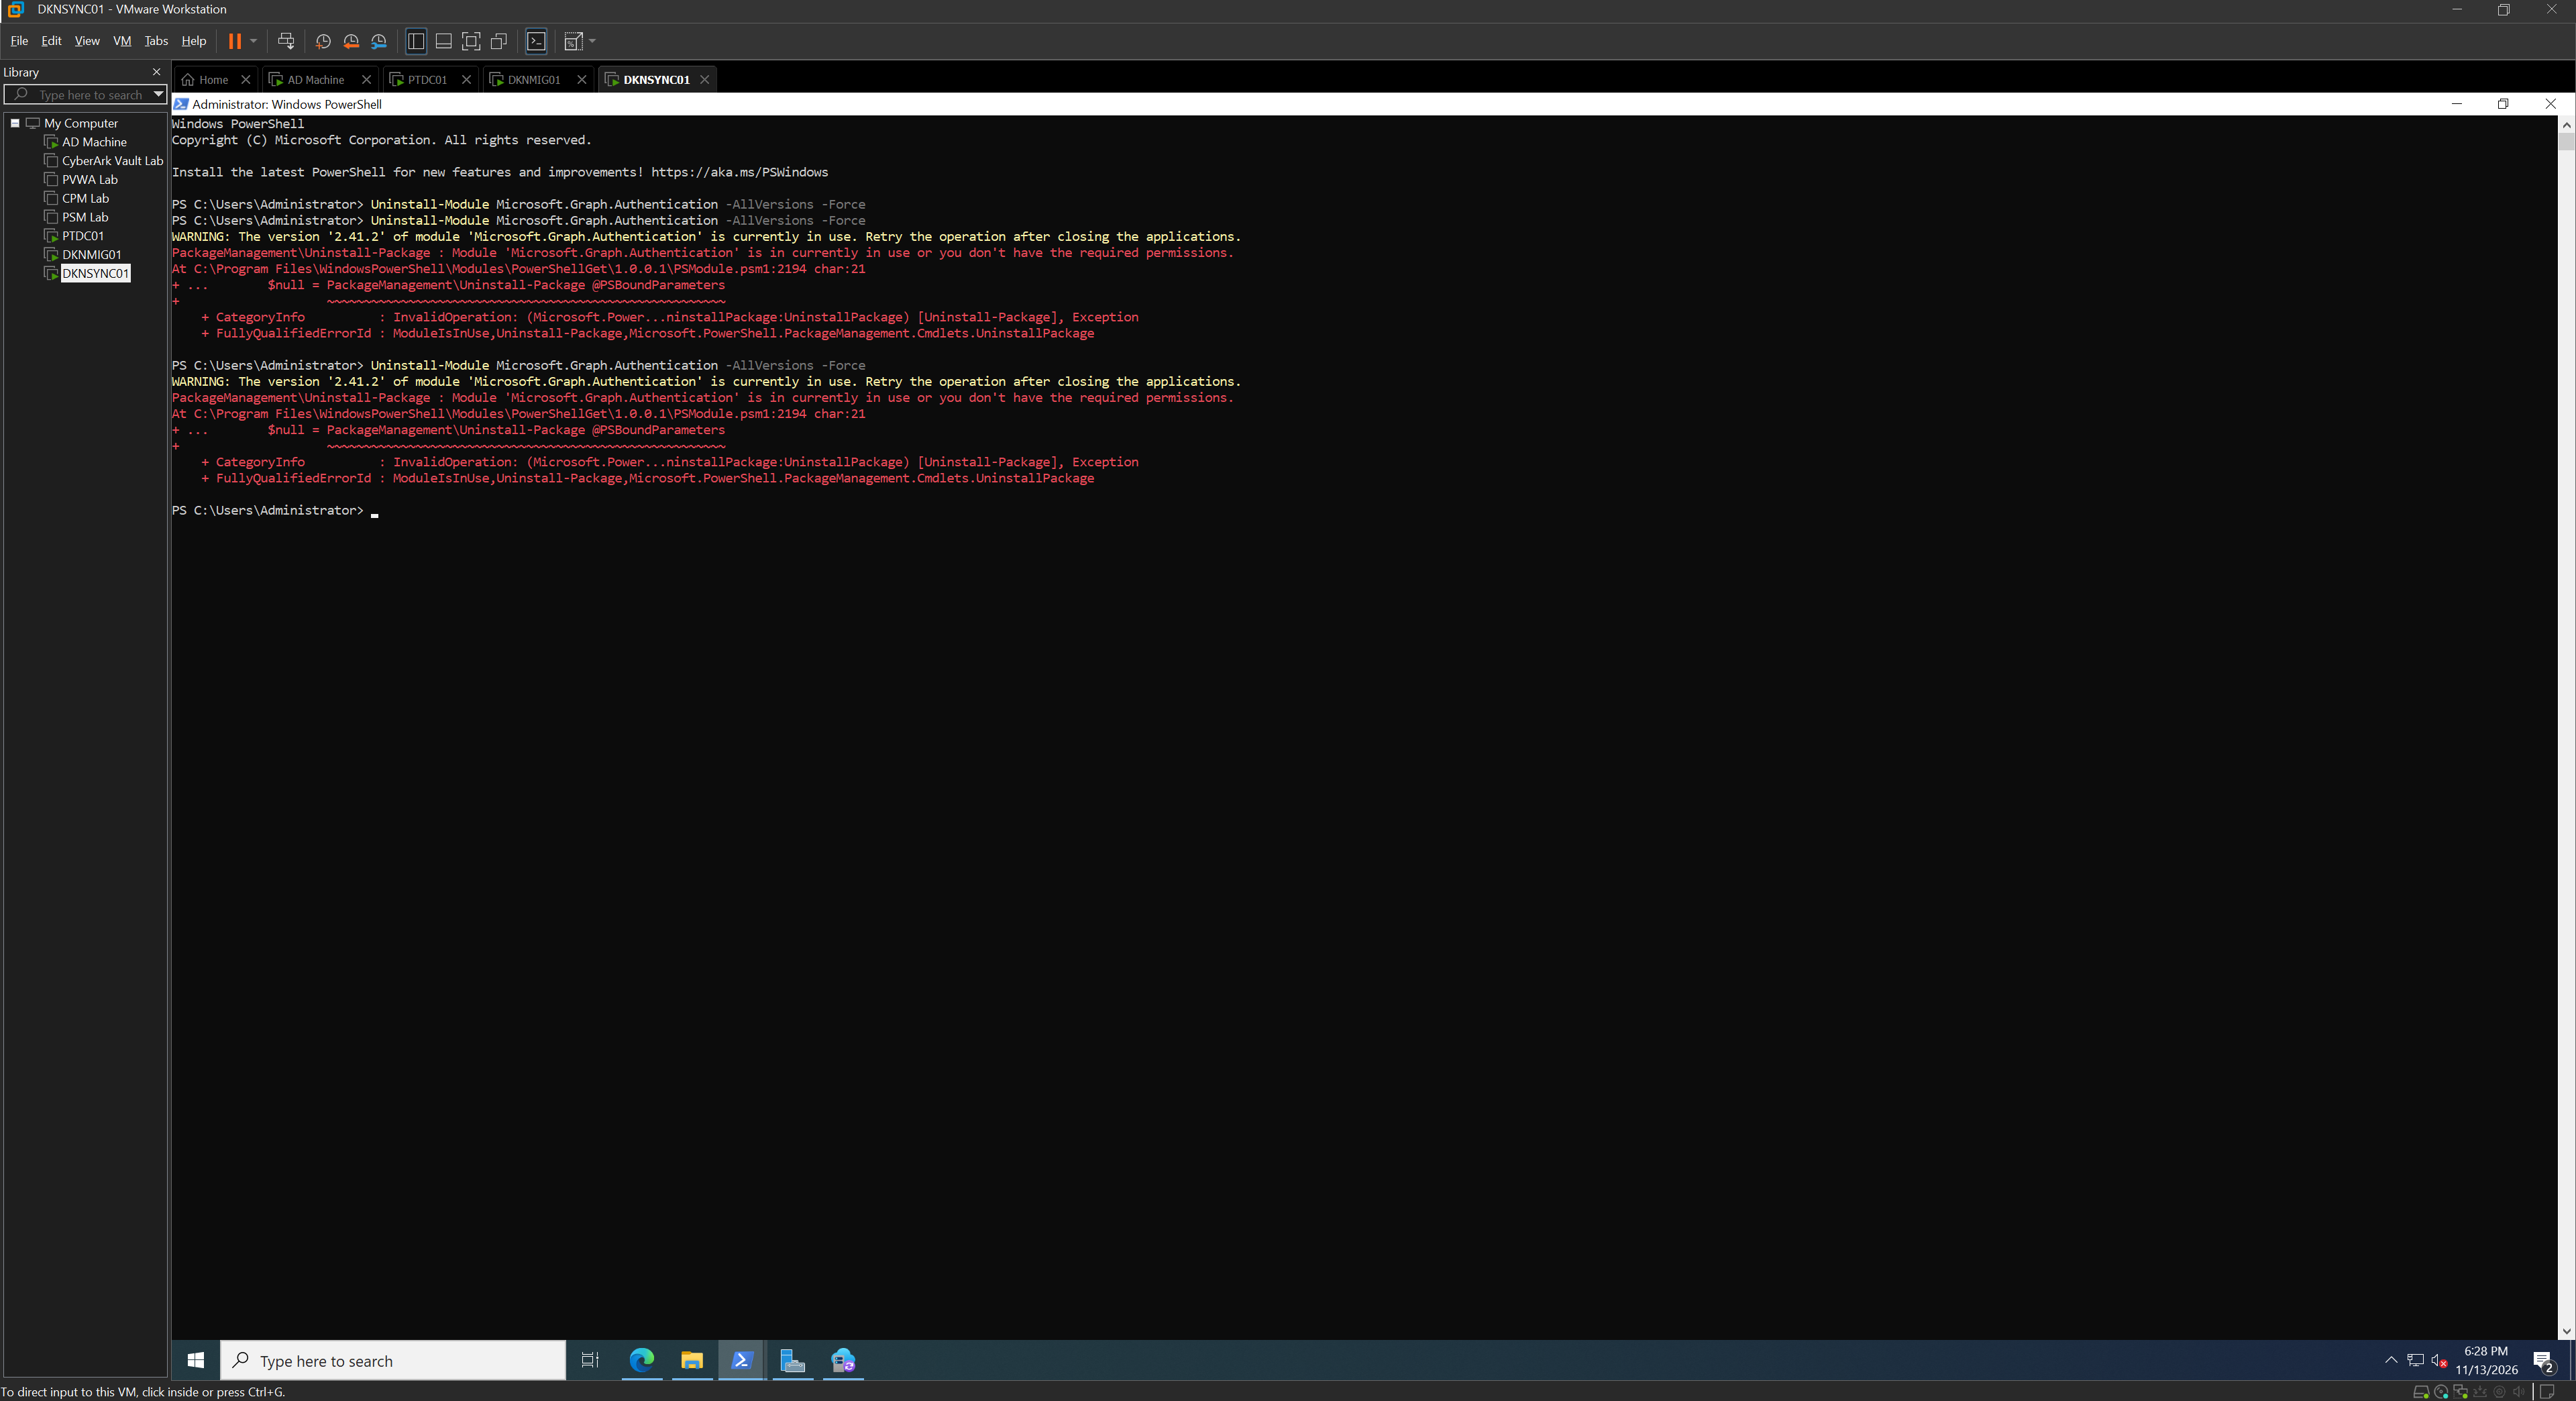 DKNSYNC01 - VMware Workstation
File Edit View VM Tabs Help
Library
Type here to search
My Computer
AD Machine
CyberArk Vault Lab
PVWA Lab
CPM Lab
PSM Lab
PTDC01
DKNMIG01
DKNSYNC01
Home AD Machine PTDC01 DKNMIG01 DKNSYNC01
Administrator: Windows PowerShell
Windows PowerShell
Copyright (C) Microsoft Corporation. All rights reserved.
Install the latest PowerShell for new features and improvements! https://aka.ms/PSWindows
PS C:\Users\Administrator> Uninstall-Module Microsoft.Graph.Authentication -AllVersions -Force
PS C:\Users\Administrator> Uninstall-Module Microsoft.Graph.Authentication -AllVersions -Force
WARNING: The version '2.41.2' of module 'Microsoft.Graph.Authentication' is currently in use. Retry the operation after closing the applications.
PackageManagement\Uninstall-Package : Module 'Microsoft.Graph.Authentication' is in currently in use or you don't have the required permissions.
At C:\Program Files\WindowsPowerShell\Modules\PowerShellGet\1.0.0.1\PSModule.psm1:2194 char:21
+ ...        $null = PackageManagement\Uninstall-Package @PSBoundParameters
+                    ~~~~~~~~~~~~~~~~~~~~~~~~~~~~~~~~~~~~~~~~~~~~~~~~~~~~~~
    + CategoryInfo          : InvalidOperation: (Microsoft.Power...ninstallPackage:UninstallPackage) [Uninstall-Package], Exception
    + FullyQualifiedErrorId : ModuleIsInUse,Uninstall-Package,Microsoft.PowerShell.PackageManagement.Cmdlets.UninstallPackage
PS C:\Users\Administrator> Uninstall-Module Microsoft.Graph.Authentication -AllVersions -Force
WARNING: The version '2.41.2' of module 'Microsoft.Graph.Authentication' is currently in use. Retry the operation after closing the applications.
PackageManagement\Uninstall-Package : Module 'Microsoft.Graph.Authentication' is in currently in use or you don't have the required permissions.
At C:\Program Files\WindowsPowerShell\Modules\PowerShellGet\1.0.0.1\PSModule.psm1:2194 char:21
+ ...        $null = PackageManagement\Uninstall-Package @PSBoundParameters
+                    ~~~~~~~~~~~~~~~~~~~~~~~~~~~~~~~~~~~~~~~~~~~~~~~~~~~~~~
    + CategoryInfo          : InvalidOperation: (Microsoft.Power...ninstallPackage:UninstallPackage) [Uninstall-Package], Exception
    + FullyQualifiedErrorId : ModuleIsInUse,Uninstall-Package,Microsoft.PowerShell.PackageManagement.Cmdlets.UninstallPackage
PS C:\Users\Administrator>
Type here to search
6:28 PM
11/13/2026
2
To direct input to this VM, click inside or press Ctrl+G.